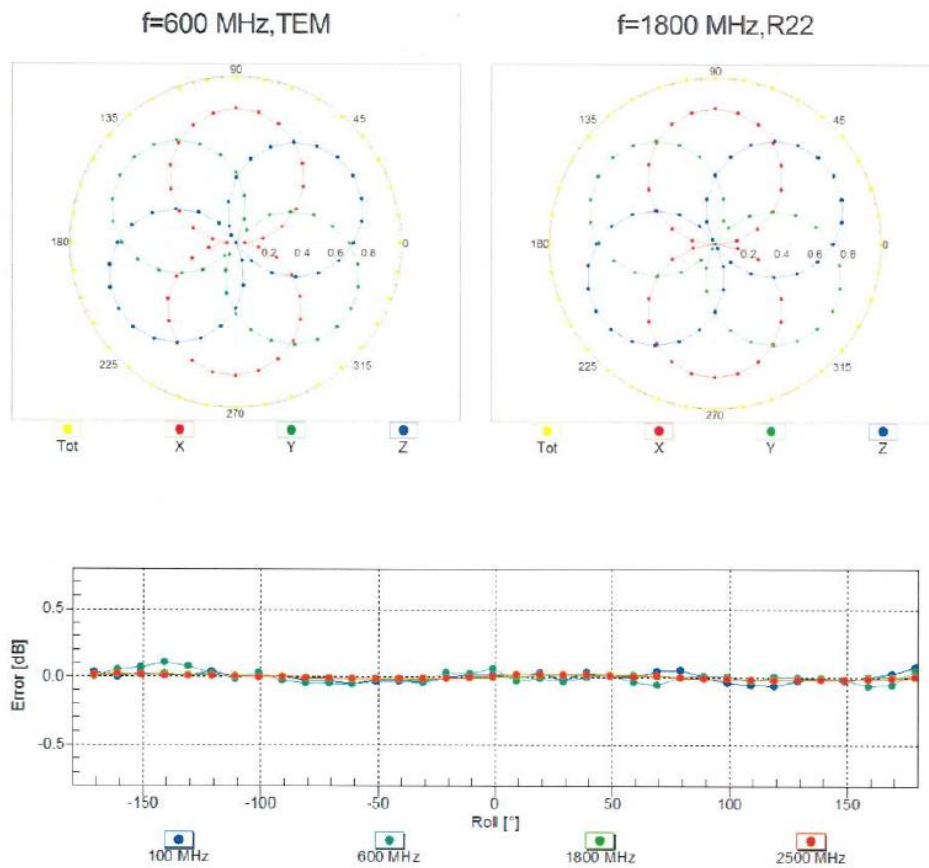 f=600 MHz,TEM
f=1800 MHz,R22
90
135
45
180
0.2
0.4
0.6
0.8
0
225
315
270
Tot
X
Y
Z
90
135
45
180
0.2
0.4
0.6
0.8
0
225
315
270
Tot
X
Y
Z
Error [dB]
0.5
0.0
-0.5
-150
-100
-50
0
50
100
150
Roll [°]
100 MHz
600 MHz
1800 MHz
2500 MHz